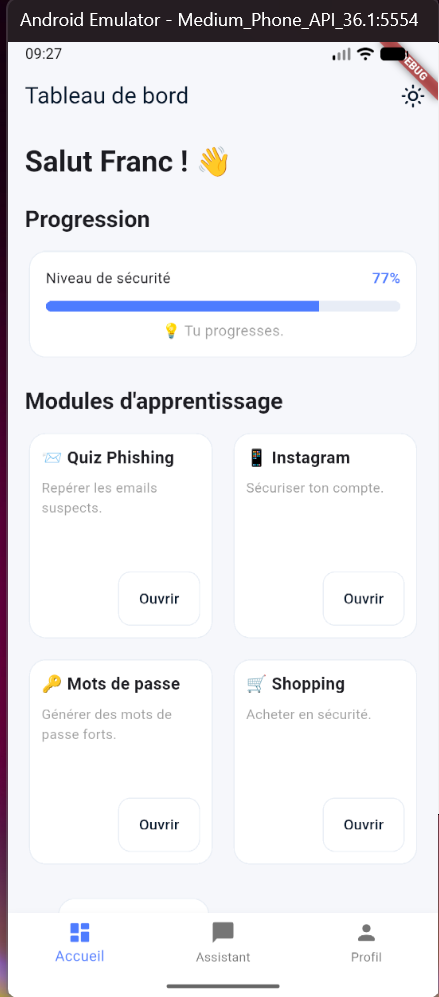 Android Emulator - Medium_Phone_API_36.1:5554
09:27
Tableau de bord
Salut Franc ! 👋
Progression
Niveau de sécurité
77%
💡 Tu progresses.
Modules d'apprentissage
📨 Quiz Phishing
Repérer les emails
suspects.
Ouvrir
📱 Instagram
Sécuriser ton compte.
Ouvrir
🔑 Mots de passe
Générer des mots de
passe forts.
Ouvrir
🛒 Shopping
Acheter en sécurité.
Ouvrir
Accueil
Assistant
Profil